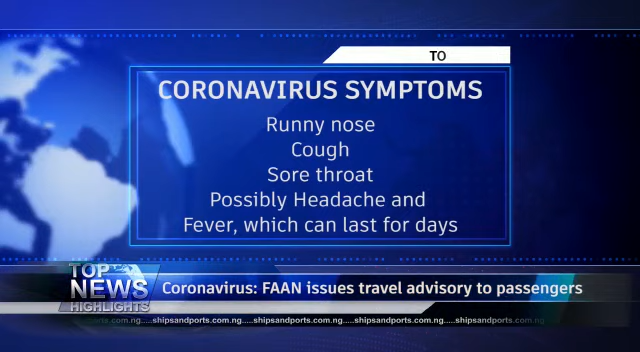 TO
CORONAVIRUS SYMPTOMS
Runny nose
Cough
Sore throat
Possibly Headache and
Fever, which can last for days
TOP
NEWS
HIGHLIGHTS
Coronavirus: FAAN issues travel advisory to passengers
ts.com.ng.....shipsandports.com.ng.....shipsandports.com.ng.....shipsandports.com.ng